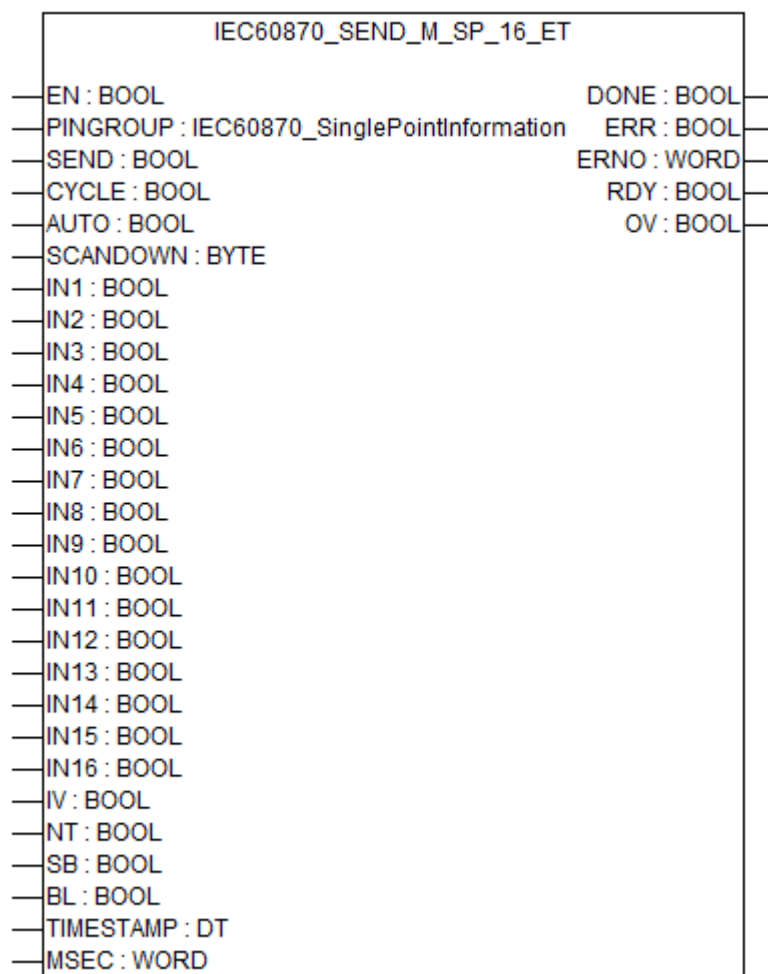 IEC60870_SEND_M_SP_16_ET
EN : BOOL DONE : BOOL
PINGROUP : IEC60870_SinglePointInformation ERR : BOOL
SEND : BOOL ERNO : WORD
CYCLE : BOOL RDY : BOOL
AUTO : BOOL OV : BOOL
SCANDOWN : BYTE
IN1 : BOOL
IN2 : BOOL
IN3 : BOOL
IN4 : BOOL
IN5 : BOOL
IN6 : BOOL
IN7 : BOOL
IN8 : BOOL
IN9 : BOOL
IN10 : BOOL
IN11 : BOOL
IN12 : BOOL
IN13 : BOOL
IN14 : BOOL
IN15 : BOOL
IN16 : BOOL
IV : BOOL
NT : BOOL
SB : BOOL
BL : BOOL
TIMESTAMP : DT
MSEC : WORD